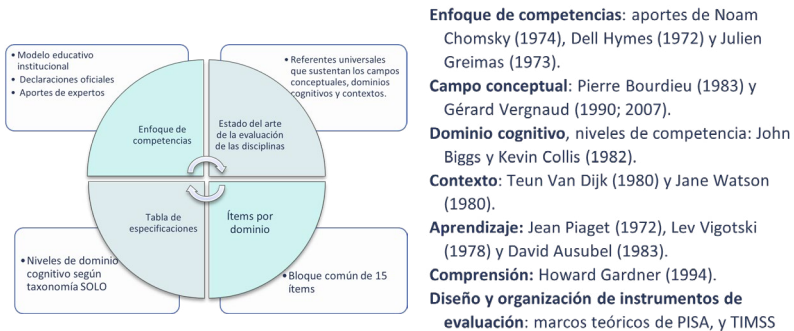 • Modelo educativo
institucional
• Declaraciones oficiales
• Aportes de expertos
• Referentes universales
que sustentan los campos
conceptuales, dominios
cognitivos y contextos.
Enfoque de
competencias
Estado del arte
de la evaluación
de las disciplinas
Tabla de
especificaciones
Ítems por
dominio
• Niveles de dominio
cognitivo según
taxonomía SOLO
• Bloque común de 15
ítems
Enfoque de competencias: aportes de Noam
Chomsky (1974), Dell Hymes (1972) y Julien
Greimas (1973).
Campo conceptual: Pierre Bourdieu (1983) y
Gérard Vergnaud (1990; 2007).
Dominio cognitivo, niveles de competencia: John
Biggs y Kevin Collis (1982).
Contexto: Teun Van Dijk (1980) y Jane Watson
(1980).
Aprendizaje: Jean Piaget (1972), Lev Vigotski
(1978) y David Ausubel (1983).
Comprensión: Howard Gardner (1994).
Diseño y organización de instrumentos de
evaluación: marcos teóricos de PISA, y TIMSS